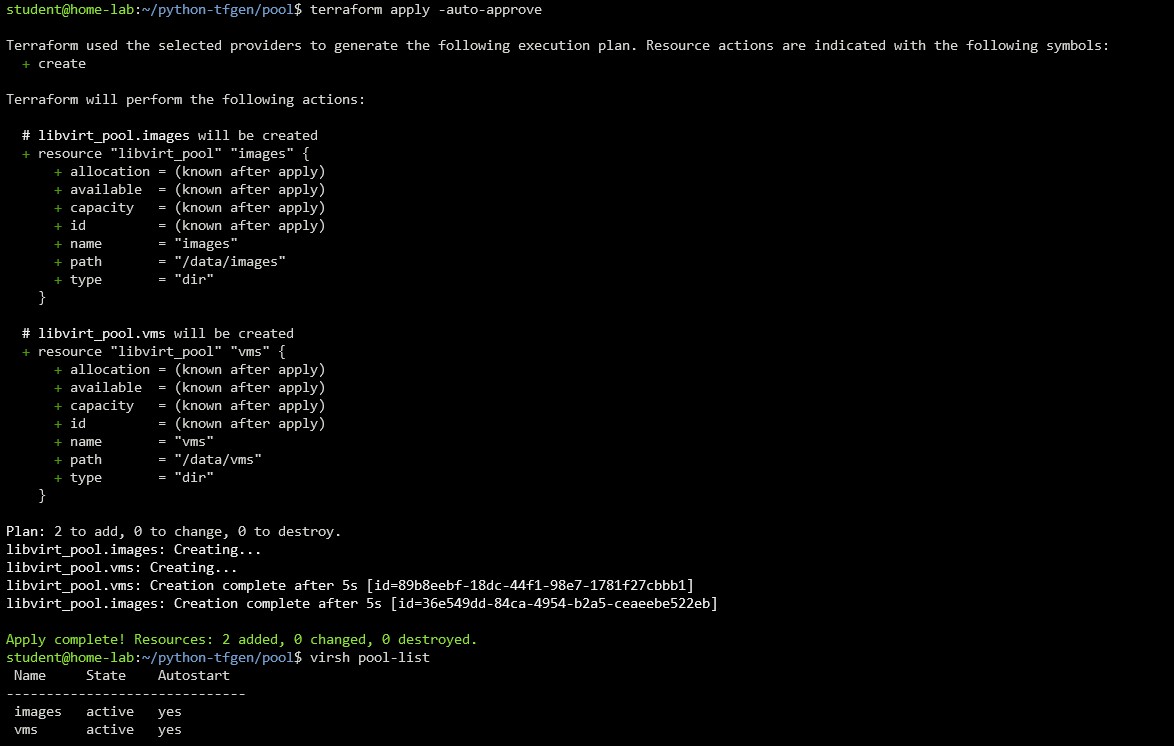 student@home-lab:~/python-tfgen/pool$ terraform apply -auto-approve
Terraform used the selected providers to generate the following execution plan. Resource actions are indicated with the following symbols:
  + create
Terraform will perform the following actions:
  # libvirt_pool.images will be created
  + resource "libvirt_pool" "images" {
      + allocation = (known after apply)
      + available  = (known after apply)
      + capacity   = (known after apply)
      + id         = (known after apply)
      + name       = "images"
      + path       = "/data/images"
      + type       = "dir"
    }
  # libvirt_pool.vms will be created
  + resource "libvirt_pool" "vms" {
      + allocation = (known after apply)
      + available  = (known after apply)
      + capacity   = (known after apply)
      + id         = (known after apply)
      + name       = "vms"
      + path       = "/data/vms"
      + type       = "dir"
    }
Plan: 2 to add, 0 to change, 0 to destroy.
libvirt_pool.images: Creating...
libvirt_pool.vms: Creating...
libvirt_pool.vms: Creation complete after 5s [id=89b8eebf-18dc-44f1-98e7-1781f27cbbb1]
libvirt_pool.images: Creation complete after 5s [id=36e549dd-84ca-4954-b2a5-ceaeebe522eb]
Apply complete! Resources: 2 added, 0 changed, 0 destroyed.
student@home-lab:~/python-tfgen/pool$ virsh pool-list
 Name     State    Autostart
------------------------------
 images   active   yes
 vms      active   yes